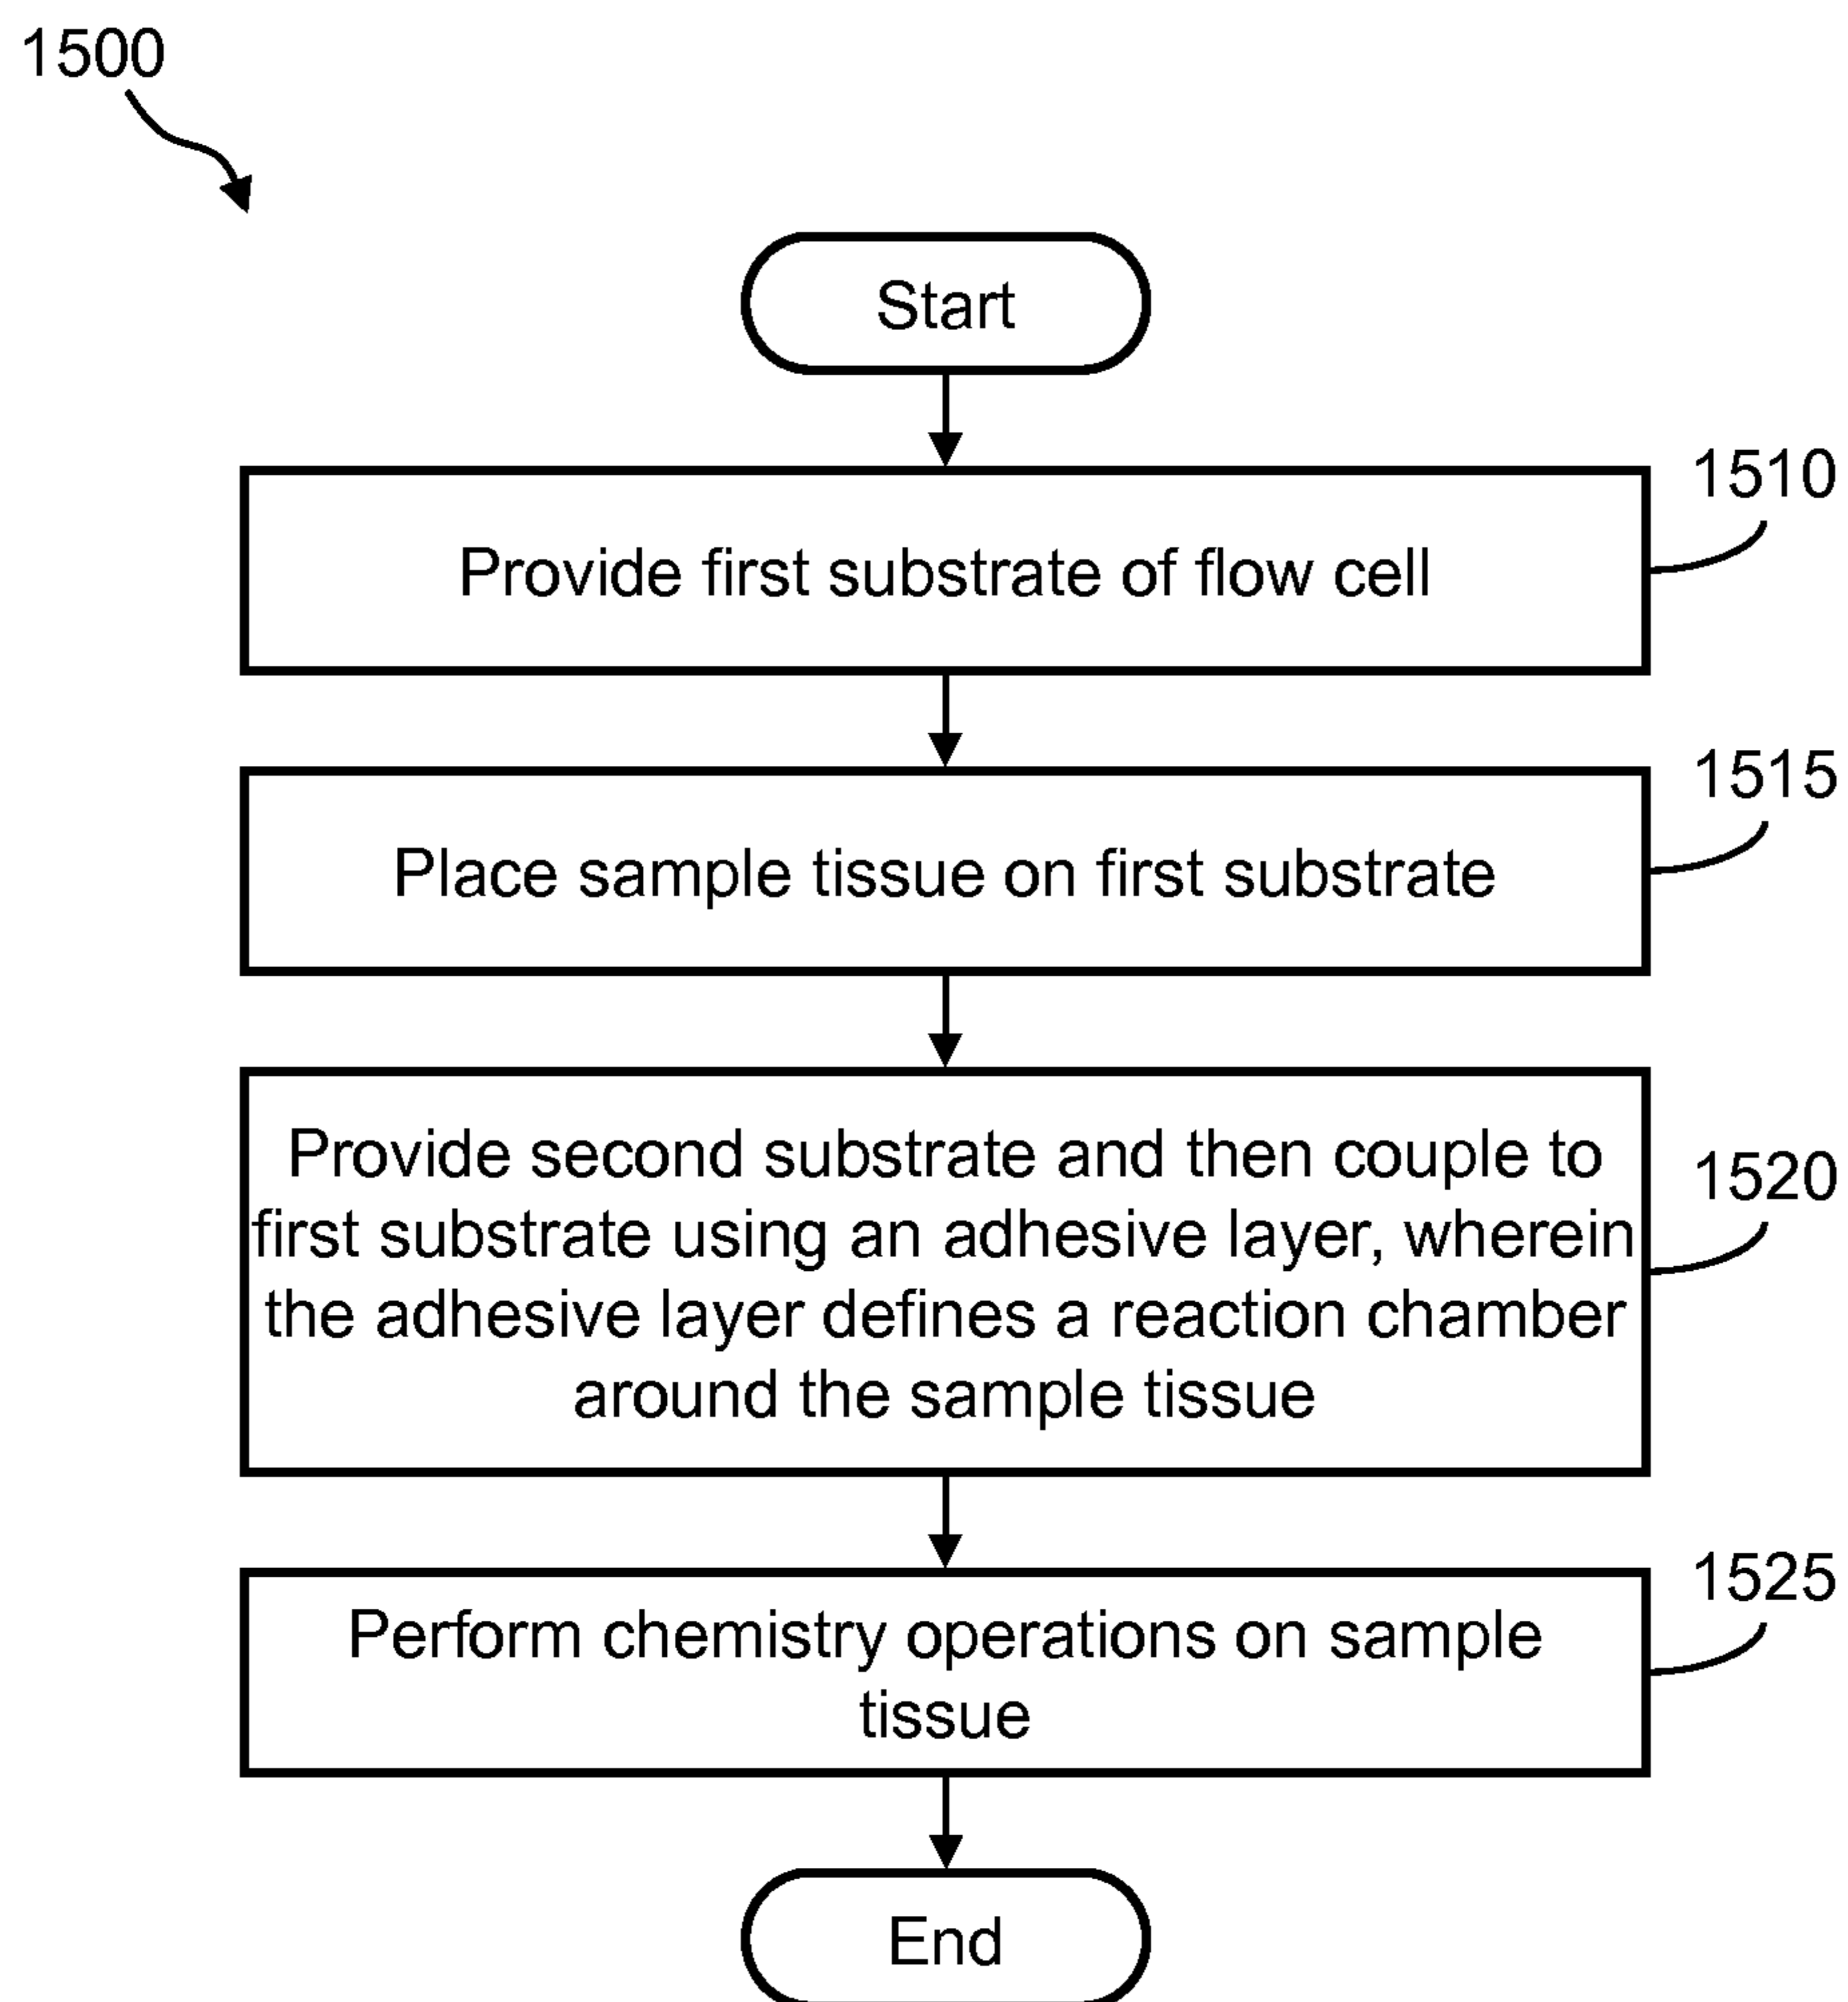 1500
Start
1510
Provide first substrate of flow cell
1515
Place sample tissue on first substrate
1520
Provide second substrate and then couple to
first substrate using an adhesive layer, wherein
the adhesive layer defines a reaction chamber
around the sample tissue
1525
Perform chemistry operations on sample
tissue
End